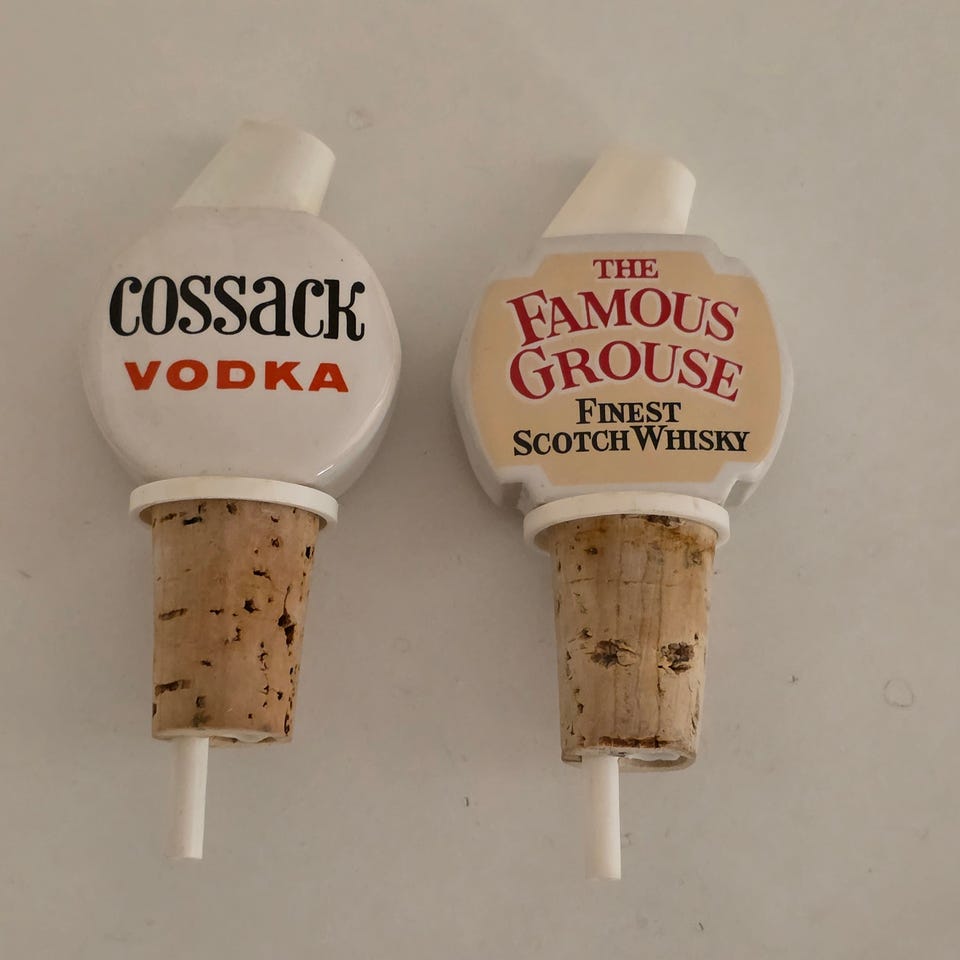 COSSACK
VODKA
THE
FAMOUS
GROUSE
FINEST
SCOTCH WHISKY